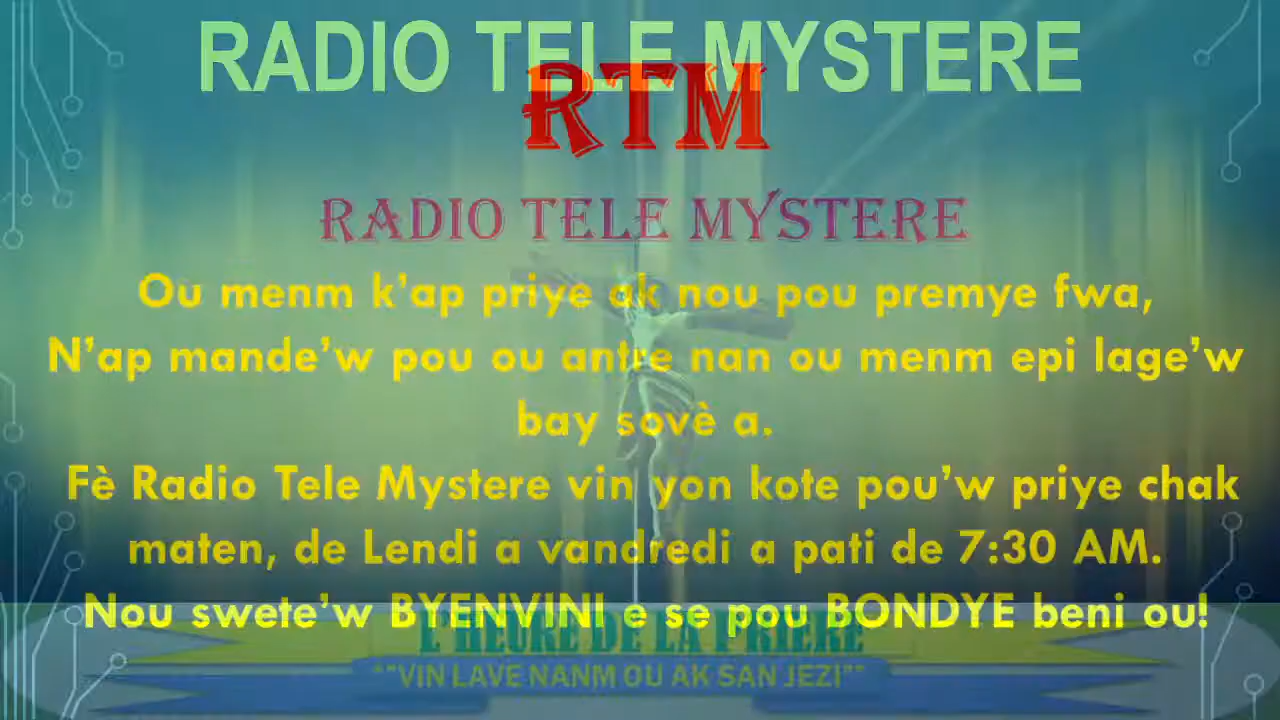 RADIO TELE MYSTERE
RTM
RADIO TELE MYSTERE
Ou menm k’ap priye ak nou pou premye fwa,
N’ap mande’w pou ou antre nan ou menm epi lage’w
bay sovè a.
Fè Radio Tele Mystere vin yon kote pou’w priye chak
maten, de Lendi a vandredi a pati de 7:30 AM.
Nou swete’w BYENVINI e se pou BONDYE beni ou!
L'HEURE DE LA PRIERE
""VIN LAVE NANM OU AK SAN JEZI""